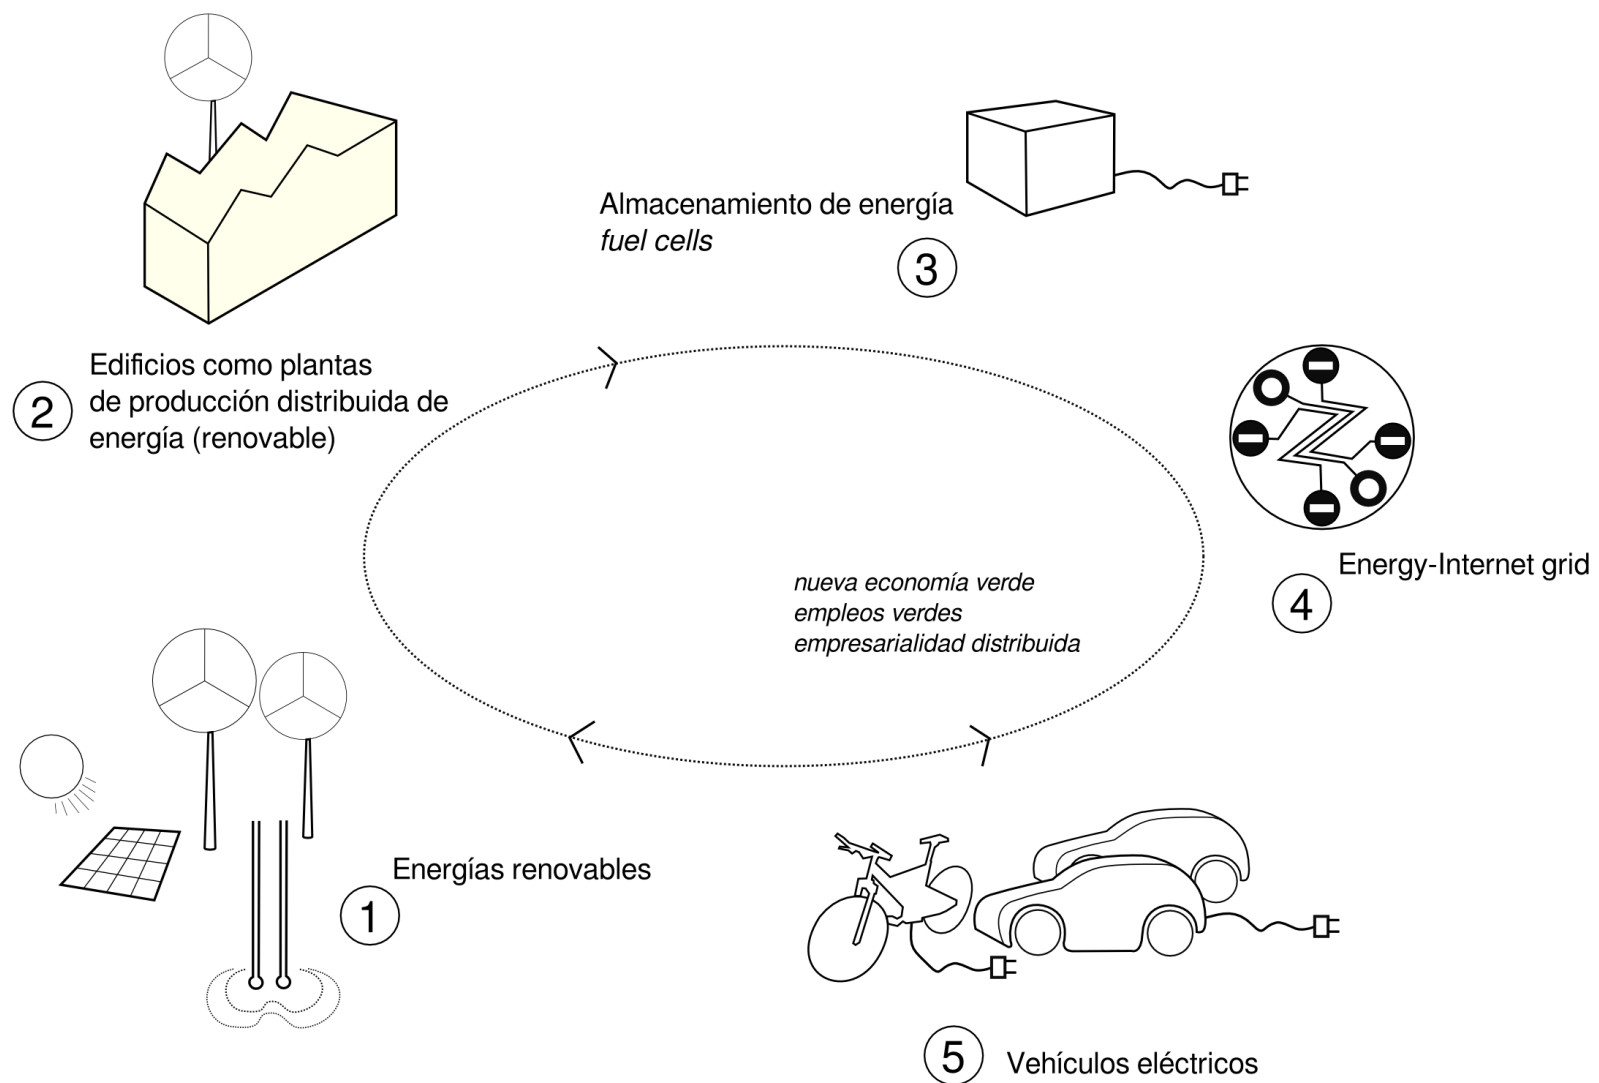 Almacenamiento de energía
fuel cells
3
Edificios como plantas
de producción distribuida de
energía (renovable)
2
Energy-Internet grid
4
nueva economía verde
empleos verdes
empresarialidad distribuida
Energías renovables
1
5
Vehículos eléctricos